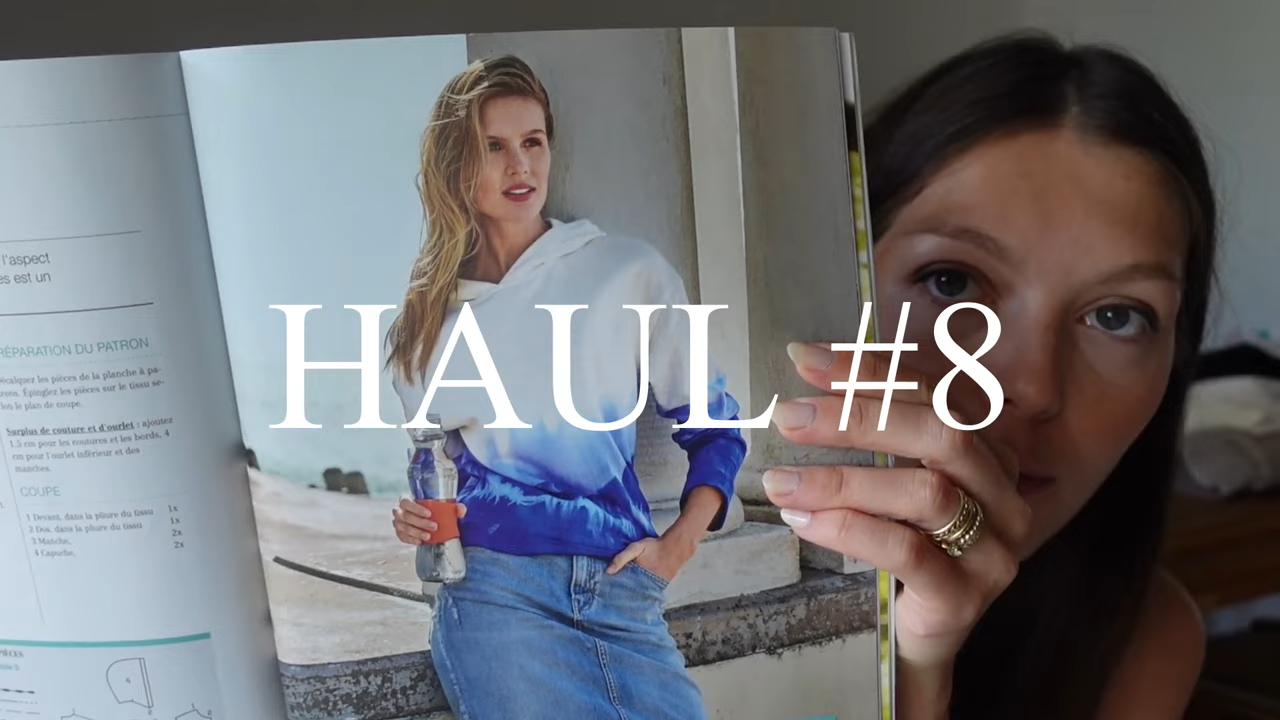 HAUL #8
l'aspect
es est un
RÉPARATION DU PATRON
écalquez les pièces de la planche à pa-
trons. Épinglez les pièces sur le tissu se-
lon le plan de coupe.
Surplus de couture et d'ourlet : ajoutez
1,5 cm pour les coutures et les bords, 4
cm pour l'ourlet inférieur et des
manches.
COUPE
1 Devant, dans la pliure du tissu 1x
2 Dos, dans la pliure du tissu 1x
3 Manche, 2x
4 Capuche, 2x
PIÈCES